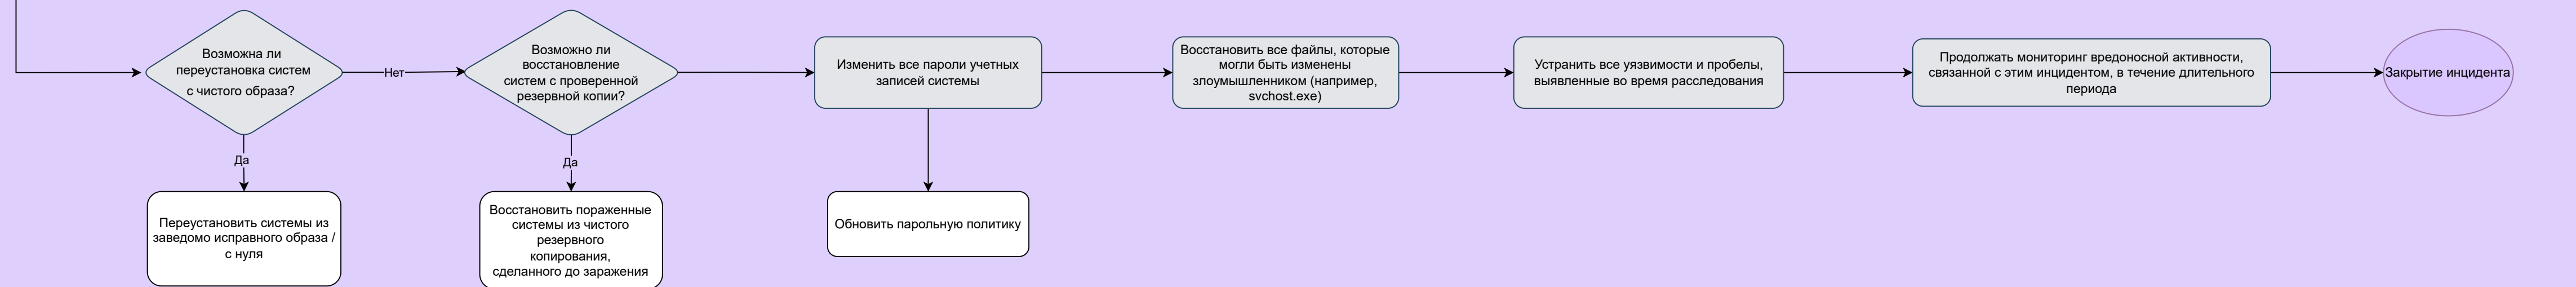 Возможна ли
переустановка систем
с чистого образа?
Нет
Да
Переустановить системы из
заведомо исправного образа /
с нуля
Возможно ли
восстановление
систем с проверенной
резервной копии?
Да
Восстановить пораженные
системы из чистого
резервного
копирования,
сделанного до заражения
Изменить все пароли учетных
записей системы
Обновить парольную политику
Восстановить все файлы, которые
могли быть изменены
злоумышленником (например,
svchost.exe)
Устранить все уязвимости и пробелы,
выявленные во время расследования
Продолжать мониторинг вредоносной активности,
связанной с этим инцидентом, в течение длительного
периода
Закрытие инцидента